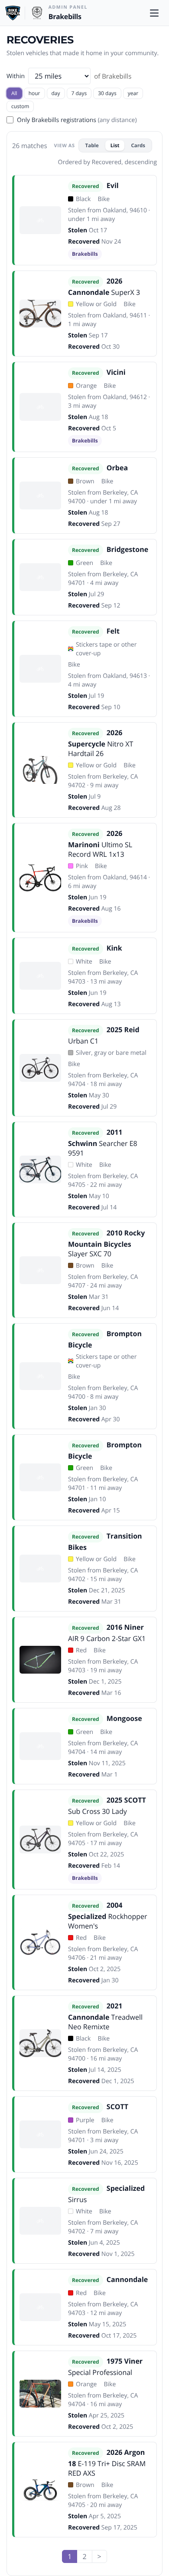 BIKE INDEX
ADMIN PANEL
Brakebills
RECOVERIES
Stolen vehicles that made it home in your community.
Within 25 miles of Brakebills
All hour day 7 days 30 days year
custom
Only Brakebills registrations (any distance)
26 matches VIEW AS Table List Cards
Ordered by Recovered, descending
Recovered Evil
Black Bike
Stolen from Oakland, 94610 ·
under 1 mi away
Stolen Oct 17
Recovered Nov 24
Brakebills
Recovered 2026
Cannondale SuperX 3
Yellow or Gold Bike
Stolen from Oakland, 94611 ·
1 mi away
Stolen Sep 17
Recovered Oct 30
Recovered Vicini
Orange Bike
Stolen from Oakland, 94612 ·
3 mi away
Stolen Aug 18
Recovered Oct 5
Brakebills
Recovered Orbea
Brown Bike
Stolen from Berkeley, CA
94700 · under 1 mi away
Stolen Aug 18
Recovered Sep 27
Recovered Bridgestone
Green Bike
Stolen from Berkeley, CA
94701 · 4 mi away
Stolen Jul 29
Recovered Sep 12
Recovered Felt
Stickers tape or other
cover-up
Bike
Stolen from Oakland, 94613 ·
4 mi away
Stolen Jul 19
Recovered Sep 10
Recovered 2026
Supercycle Nitro XT
Hardtail 26
Yellow or Gold Bike
Stolen from Berkeley, CA
94702 · 9 mi away
Stolen Jul 9
Recovered Aug 28
Recovered 2026
Marinoni Ultimo SL
Record WRL 1x13
Pink Bike
Stolen from Oakland, 94614 ·
6 mi away
Stolen Jun 19
Recovered Aug 16
Brakebills
Recovered Kink
White Bike
Stolen from Berkeley, CA
94703 · 13 mi away
Stolen Jun 19
Recovered Aug 13
Recovered 2025 Reid
Urban C1
Silver, gray or bare metal
Bike
Stolen from Berkeley, CA
94704 · 18 mi away
Stolen May 30
Recovered Jul 29
Recovered 2011
Schwinn Searcher E8
9591
White Bike
Stolen from Berkeley, CA
94705 · 22 mi away
Stolen May 10
Recovered Jul 14
Recovered 2010 Rocky
Mountain Bicycles
Slayer SXC 70
Brown Bike
Stolen from Berkeley, CA
94707 · 24 mi away
Stolen Mar 31
Recovered Jun 14
Recovered Brompton
Bicycle
Stickers tape or other
cover-up
Bike
Stolen from Berkeley, CA
94700 · 8 mi away
Stolen Jan 30
Recovered Apr 30
Recovered Brompton
Bicycle
Green Bike
Stolen from Berkeley, CA
94701 · 11 mi away
Stolen Jan 10
Recovered Apr 15
Recovered Transition
Bikes
Yellow or Gold Bike
Stolen from Berkeley, CA
94702 · 15 mi away
Stolen Dec 21, 2025
Recovered Mar 31
Recovered 2016 Niner
AIR 9 Carbon 2-Star GX1
Red Bike
Stolen from Berkeley, CA
94703 · 19 mi away
Stolen Dec 1, 2025
Recovered Mar 16
Recovered Mongoose
Green Bike
Stolen from Berkeley, CA
94704 · 14 mi away
Stolen Nov 11, 2025
Recovered Mar 1
Recovered 2025 SCOTT
Sub Cross 30 Lady
Yellow or Gold Bike
Stolen from Berkeley, CA
94705 · 17 mi away
Stolen Oct 22, 2025
Recovered Feb 14
Brakebills
Recovered 2004
Specialized Rockhopper
Women's
Red Bike
Stolen from Berkeley, CA
94706 · 21 mi away
Stolen Oct 2, 2025
Recovered Jan 30
Recovered 2021
Cannondale Treadwell
Neo Remixte
Black Bike
Stolen from Berkeley, CA
94700 · 16 mi away
Stolen Jul 14, 2025
Recovered Dec 1, 2025
Recovered SCOTT
Purple Bike
Stolen from Berkeley, CA
94701 · 3 mi away
Stolen Jun 24, 2025
Recovered Nov 16, 2025
Recovered Specialized
Sirrus
White Bike
Stolen from Berkeley, CA
94702 · 7 mi away
Stolen Jun 4, 2025
Recovered Nov 1, 2025
Recovered Cannondale
Red Bike
Stolen from Berkeley, CA
94703 · 12 mi away
Stolen May 15, 2025
Recovered Oct 17, 2025
Recovered 1975 Viner
Special Professional
Orange Bike
Stolen from Berkeley, CA
94704 · 16 mi away
Stolen Apr 25, 2025
Recovered Oct 2, 2025
Recovered 2026 Argon
18 E-119 Tri+ Disc SRAM
RED AXS
Brown Bike
Stolen from Berkeley, CA
94705 · 20 mi away
Stolen Apr 5, 2025
Recovered Sep 17, 2025
1 2 >